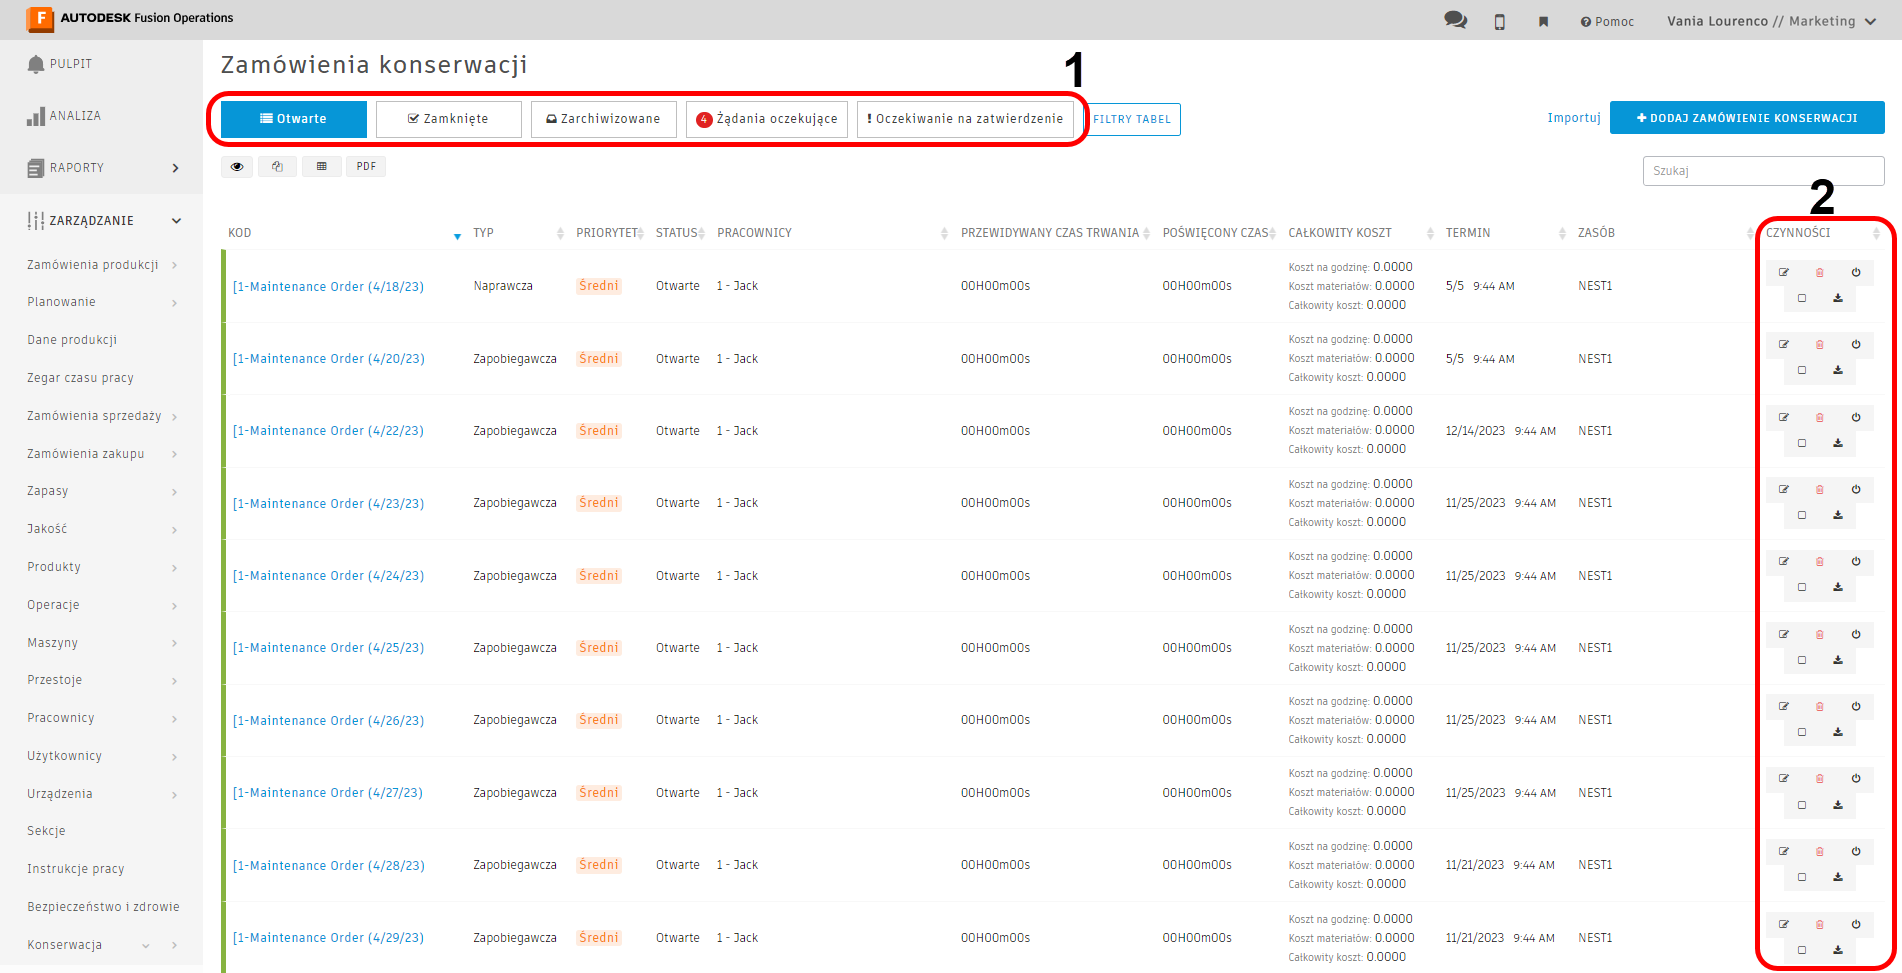 AUTODESK Fusion Operations
Pomoc
Vania Lourenco // Marketing
PULPIT
ANALIZA
RAPORTY
ZARZĄDZANIE
Zamówienia produkcji
Planowanie
Dane produkcji
Zegar czasu pracy
Zamówienia sprzedaży
Zamówienia zakupu
Zapasy
Jakość
Produkty
Operacje
Maszyny
Przestoje
Pracownicy
Użytkownicy
Urządzenia
Sekcje
Instrukcje pracy
Bezpieczeństwo i zdrowie
Konserwacja
Zamówienia konserwacji
1
Otwarte Zamknięte Zarchiwizowane 4 Żądania oczekujące ! Oczekiwanie na zatwierdzenie FILTRY TABEL
Importuj + DODAJ ZAMÓWIENIE KONSERWACJI
PDF
Szukaj
2
KOD TYP PRIORYTET STATUS PRACOWNICY PRZEWIDYWANY CZAS TRWANIA POŚWIĘCONY CZAS CAŁKOWITY KOSZT TERMIN ZASÓB CZYNNOŚCI
Koszt na godzinę: 0.0000
[1-Maintenance Order (4/18/23) Naprawcza Średni Otwarte 1 - Jack 00H00m00s 00H00m00s Koszt materiałów: 0.0000 5/5 9:44 AM NEST1
Całkowity koszt: 0.0000
Koszt na godzinę: 0.0000
[1-Maintenance Order (4/20/23) Zapobiegawcza Średni Otwarte 1 - Jack 00H00m00s 00H00m00s Koszt materiałów: 0.0000 5/5 9:44 AM NEST1
Całkowity koszt: 0.0000
Koszt na godzinę: 0.0000
[1-Maintenance Order (4/22/23) Zapobiegawcza Średni Otwarte 1 - Jack 00H00m00s 00H00m00s Koszt materiałów: 0.0000 12/14/2023 9:44 AM NEST1
Całkowity koszt: 0.0000
Koszt na godzinę: 0.0000
[1-Maintenance Order (4/23/23) Zapobiegawcza Średni Otwarte 1 - Jack 00H00m00s 00H00m00s Koszt materiałów: 0.0000 11/25/2023 9:44 AM NEST1
Całkowity koszt: 0.0000
Koszt na godzinę: 0.0000
[1-Maintenance Order (4/24/23) Zapobiegawcza Średni Otwarte 1 - Jack 00H00m00s 00H00m00s Koszt materiałów: 0.0000 11/25/2023 9:44 AM NEST1
Całkowity koszt: 0.0000
Koszt na godzinę: 0.0000
[1-Maintenance Order (4/25/23) Zapobiegawcza Średni Otwarte 1 - Jack 00H00m00s 00H00m00s Koszt materiałów: 0.0000 11/25/2023 9:44 AM NEST1
Całkowity koszt: 0.0000
Koszt na godzinę: 0.0000
[1-Maintenance Order (4/26/23) Zapobiegawcza Średni Otwarte 1 - Jack 00H00m00s 00H00m00s Koszt materiałów: 0.0000 11/25/2023 9:44 AM NEST1
Całkowity koszt: 0.0000
Koszt na godzinę: 0.0000
[1-Maintenance Order (4/27/23) Zapobiegawcza Średni Otwarte 1 - Jack 00H00m00s 00H00m00s Koszt materiałów: 0.0000 11/25/2023 9:44 AM NEST1
Całkowity koszt: 0.0000
Koszt na godzinę: 0.0000
[1-Maintenance Order (4/28/23) Zapobiegawcza Średni Otwarte 1 - Jack 00H00m00s 00H00m00s Koszt materiałów: 0.0000 11/21/2023 9:44 AM NEST1
Całkowity koszt: 0.0000
Koszt na godzinę: 0.0000
[1-Maintenance Order (4/29/23) Zapobiegawcza Średni Otwarte 1 - Jack 00H00m00s 00H00m00s Koszt materiałów: 0.0000 11/21/2023 9:44 AM NEST1
Całkowity koszt: 0.0000